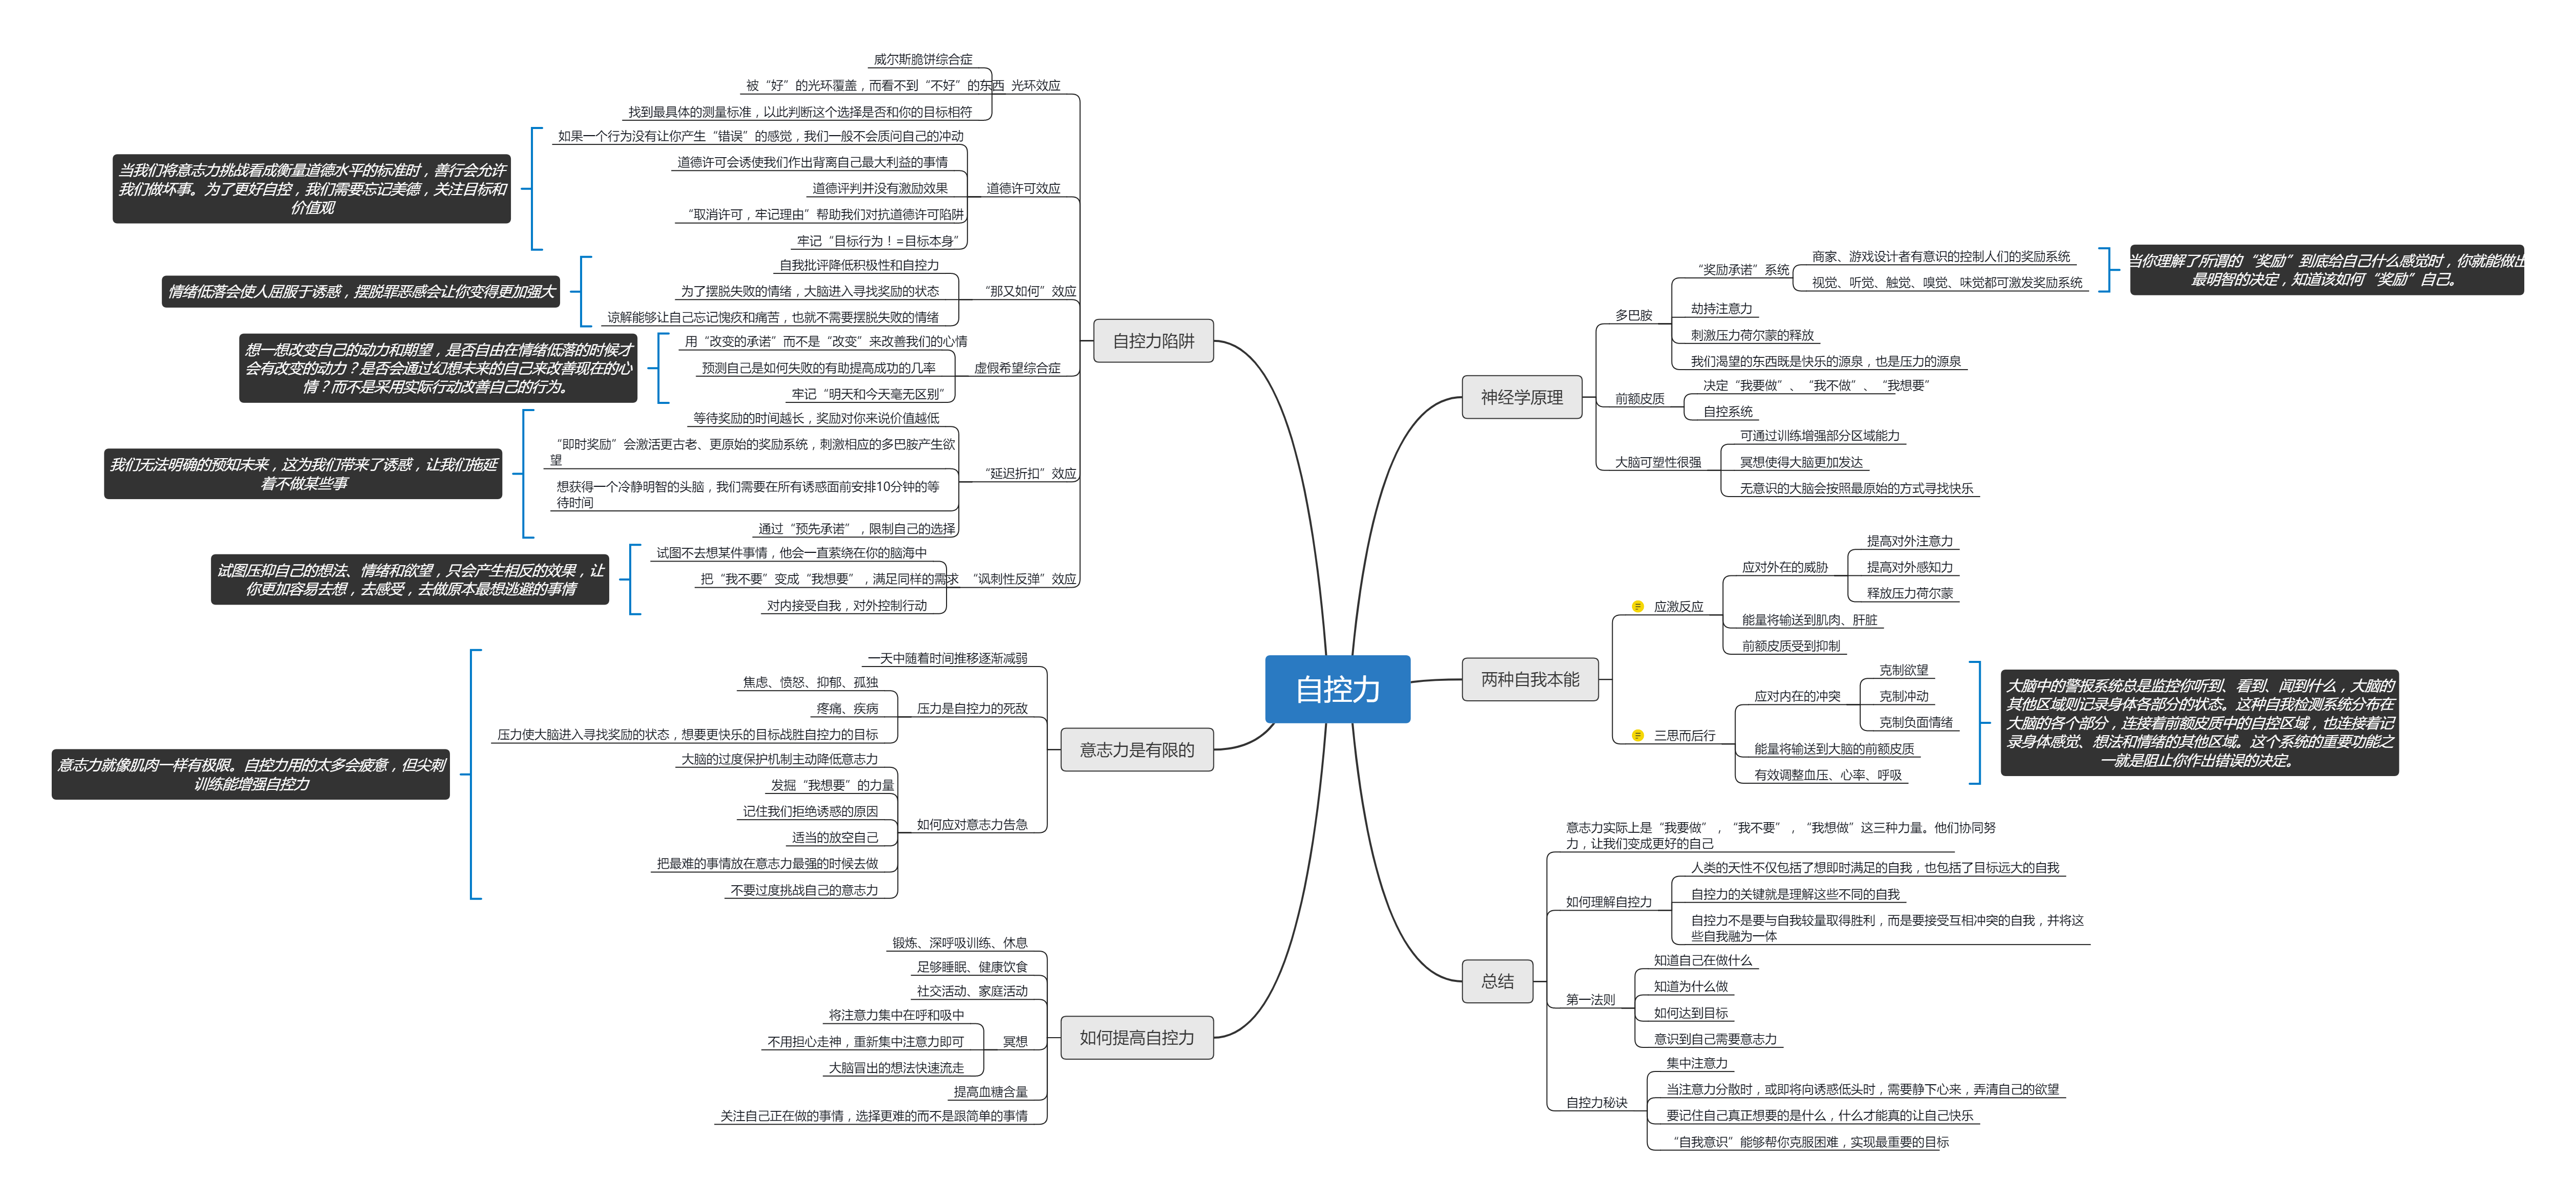 自控力
神经学原理
多巴胺
“奖励承诺”系统
商家、游戏设计者有意识的控制人们的奖励系统
视觉、听觉、触觉、嗅觉、味觉都可激发奖励系统
当你理解了所谓的“奖励”到底给自己什么感觉时，你就能做出
最明智的决定，知道该如何“奖励”自己。
劫持注意力
刺激压力荷尔蒙的释放
我们渴望的东西既是快乐的源泉，也是压力的源泉
前额皮质
决定“我要做”、“我不做”、“我想要”
自控系统
大脑可塑性很强
可通过训练增强部分区域能力
冥想使得大脑更加发达
无意识的大脑会按照最原始的方式寻找快乐
两种自我本能
应激反应
应对外在的威胁
提高对外注意力
提高对外感知力
释放压力荷尔蒙
能量将输送到肌肉、肝脏
前额皮质受到抑制
三思而后行
应对内在的冲突
克制欲望
克制冲动
克制负面情绪
能量将输送到大脑的前额皮质
有效调整血压、心率、呼吸
大脑中的警报系统总是监控你听到、看到、闻到什么，大脑的
其他区域则记录身体各部分的状态。这种自我检测系统分布在
大脑的各个部分，连接着前额皮质中的自控区域，也连接着记
录身体感觉、想法和情绪的其他区域。这个系统的重要功能之
一就是阻止你作出错误的决定。
总结
意志力实际上是“我要做”，“我不要”，“我想做”这三种力量。他们协同努
力，让我们变成更好的自己
如何理解自控力
人类的天性不仅包括了想即时满足的自我，也包括了目标远大的自我
自控力的关键就是理解这些不同的自我
自控力不是要与自我较量取得胜利，而是要接受互相冲突的自我，并将这
些自我融为一体
第一法则
知道自己在做什么
知道为什么做
如何达到目标
意识到自己需要意志力
自控力秘诀
集中注意力
当注意力分散时，或即将向诱惑低头时，需要静下心来，弄清自己的欲望
要记住自己真正想要的是什么，什么才能真的让自己快乐
“自我意识”能够帮你克服困难，实现最重要的目标
自控力陷阱
光环效应
威尔斯脆饼综合症
被“好”的光环覆盖，而看不到“不好”的东西
找到最具体的测量标准，以此判断这个选择是否和你的目标相符
道德许可效应
如果一个行为没有让你产生“错误”的感觉，我们一般不会质问自己的冲动
道德许可会诱使我们作出背离自己最大利益的事情
道德评判并没有激励效果
“取消许可，牢记理由”帮助我们对抗道德许可陷阱
牢记“目标行为！=目标本身”
当我们将意志力挑战看成衡量道德水平的标准时，善行会允许
我们做坏事。为了更好自控，我们需要忘记美德，关注目标和
价值观
“那又如何”效应
自我批评降低积极性和自控力
为了摆脱失败的情绪，大脑进入寻找奖励的状态
谅解能够让自己忘记愧疚和痛苦，也就不需要摆脱失败的情绪
情绪低落会使人屈服于诱惑，摆脱罪恶感会让你变得更加强大
虚假希望综合症
用“改变的承诺”而不是“改变”来改善我们的心情
预测自己是如何失败的有助提高成功的几率
牢记“明天和今天毫无区别”
想一想改变自己的动力和期望，是否自由在情绪低落的时候才
会有改变的动力？是否会通过幻想未来的自己来改善现在的心
情？而不是采用实际行动改善自己的行为。
“延迟折扣”效应
等待奖励的时间越长，奖励对你来说价值越低
“即时奖励”会激活更古老、更原始的奖励系统，刺激相应的多巴胺产生欲
望
想获得一个冷静明智的头脑，我们需要在所有诱惑面前安排10分钟的等
待时间
通过“预先承诺”，限制自己的选择
我们无法明确的预知未来，这为我们带来了诱惑，让我们拖延
着不做某些事
“讽刺性反弹”效应
试图不去想某件事情，他会一直萦绕在你的脑海中
把“我不要”变成“我想要”，满足同样的需求
对内接受自我，对外控制行动
试图压抑自己的想法、情绪和欲望，只会产生相反的效果，让
你更加容易去想，去感受，去做原本最想逃避的事情
意志力是有限的
一天中随着时间推移逐渐减弱
压力是自控力的死敌
焦虑、愤怒、抑郁、孤独
疼痛、疾病
压力使大脑进入寻找奖励的状态，想要更快乐的目标战胜自控力的目标
如何应对意志力告急
大脑的过度保护机制主动降低意志力
发掘“我想要”的力量
记住我们拒绝诱惑的原因
适当的放空自己
把最难的事情放在意志力最强的时候去做
不要过度挑战自己的意志力
意志力就像肌肉一样有极限。自控力用的太多会疲惫，但尖刺
训练能增强自控力
如何提高自控力
锻炼、深呼吸训练、休息
足够睡眠、健康饮食
社交活动、家庭活动
冥想
将注意力集中在呼和吸中
不用担心走神，重新集中注意力即可
大脑冒出的想法快速流走
提高血糖含量
关注自己正在做的事情，选择更难的而不是跟简单的事情